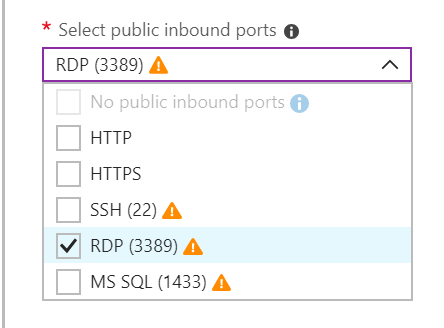 * Select public inbound ports
RDP (3389)
No public inbound ports
HTTP
HTTPS
SSH (22)
RDP (3389)
MS SQL (1433)